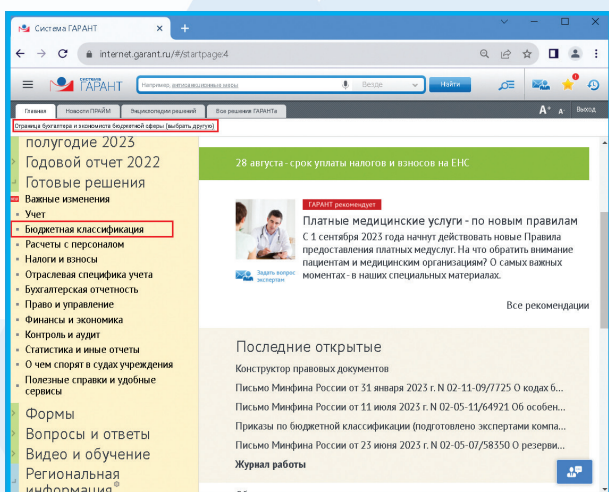 Система ГАРАНТ
internet.garant.ru/#/startpage:4
система
ГАРАНТ
Например, антимонопольные меры
Везде
Найти
Главная
Новости ПРАЙМ
Энциклопедии решений
Все решения ГАРАНТа
A+ A- Выход
Страница бухгалтера и экономиста бюджетной сферы (выбрать другую)
полугодие 2023
Годовой отчет 2022
Готовые решения
Важные изменения
Учет
Бюджетная классификация
Расчеты с персоналом
Налоги и взносы
Отраслевая специфика учета
Бухгалтерская отчетность
Право и управление
Финансы и экономика
Контроль и аудит
Статистика и иные отчеты
О чем спорят в судах учреждения
Полезные справки и удобные
сервисы
Формы
Вопросы и ответы
Видео и обучение
Региональная
информация
28 августа - срок уплаты налогов и взносов на ЕНС
ГАРАНТ рекомендует
Платные медицинские услуги - по новым правилам
С 1 сентября 2023 года начнут действовать новые Правила
предоставления платных медуслуг. На что обратить внимание
пациентам и медицинским организациям? О самых важных
моментах - в наших специальных материалах.
Задать вопрос
экспертам
Все рекомендации
Последние открытые
Конструктор правовых документов
Письмо Минфина России от 31 января 2023 г. N 02-11-09/7725 О кодах б...
Письмо Минфина России от 11 июля 2023 г. N 02-05-11/64921 Об особен...
Приказы по бюджетной классификации (подготовлено экспертами компа...
Письмо Минфина России от 23 июня 2023 г. N 02-05-07/58350 О резерви...
Журнал работы